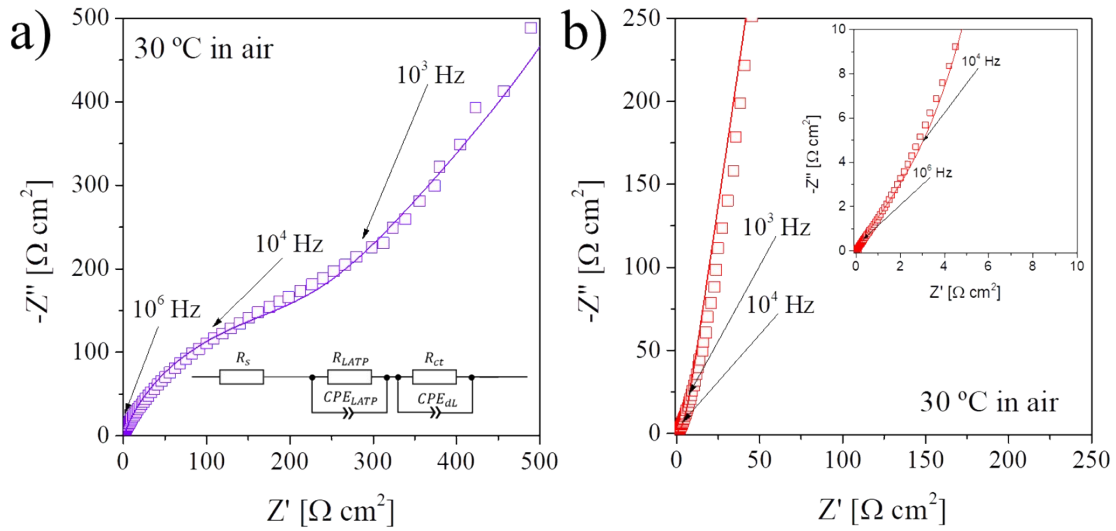 a)
30 ºC in air
500
400
300
200
100
0
-Z" [Ω cm²]
10³ Hz
10⁴ Hz
10⁶ Hz
R_s
R_LATP
R_ct
CPE_LATP
CPE_dL
0 100 200 300 400 500
Z' [Ω cm²]
b)
250
200
150
100
50
0
-Z" [Ω cm²]
10
8
6
4
2
0
-Z" [Ω cm²]
10⁴ Hz
10⁶ Hz
0 2 4 6 8 10
Z' [Ω cm²]
10³ Hz
10⁴ Hz
30 ºC in air
0 50 100 150 200 250
Z' [Ω cm²]